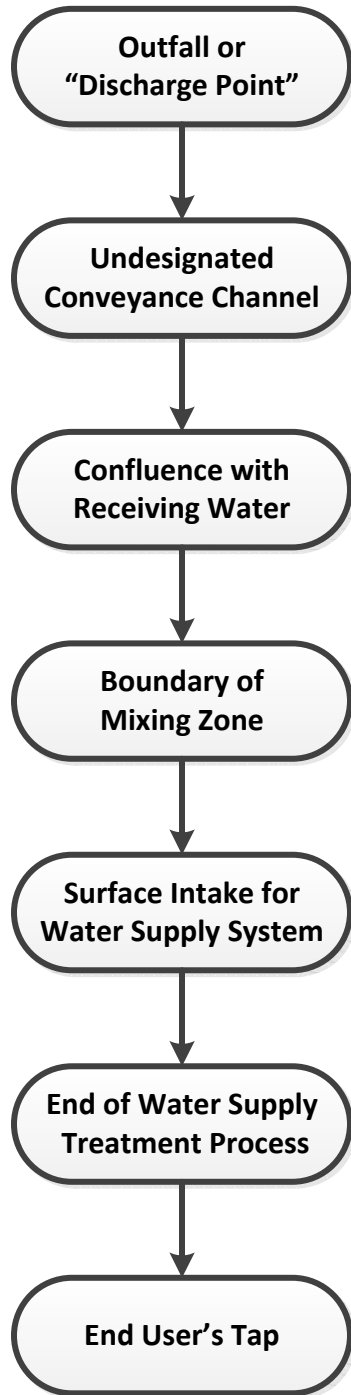 Outfall or
“Discharge Point”
Undesignated
Conveyance Channel
Confluence with
Receiving Water
Boundary of
Mixing Zone
Surface Intake for
Water Supply System
End of Water Supply
Treatment Process
End User’s Tap